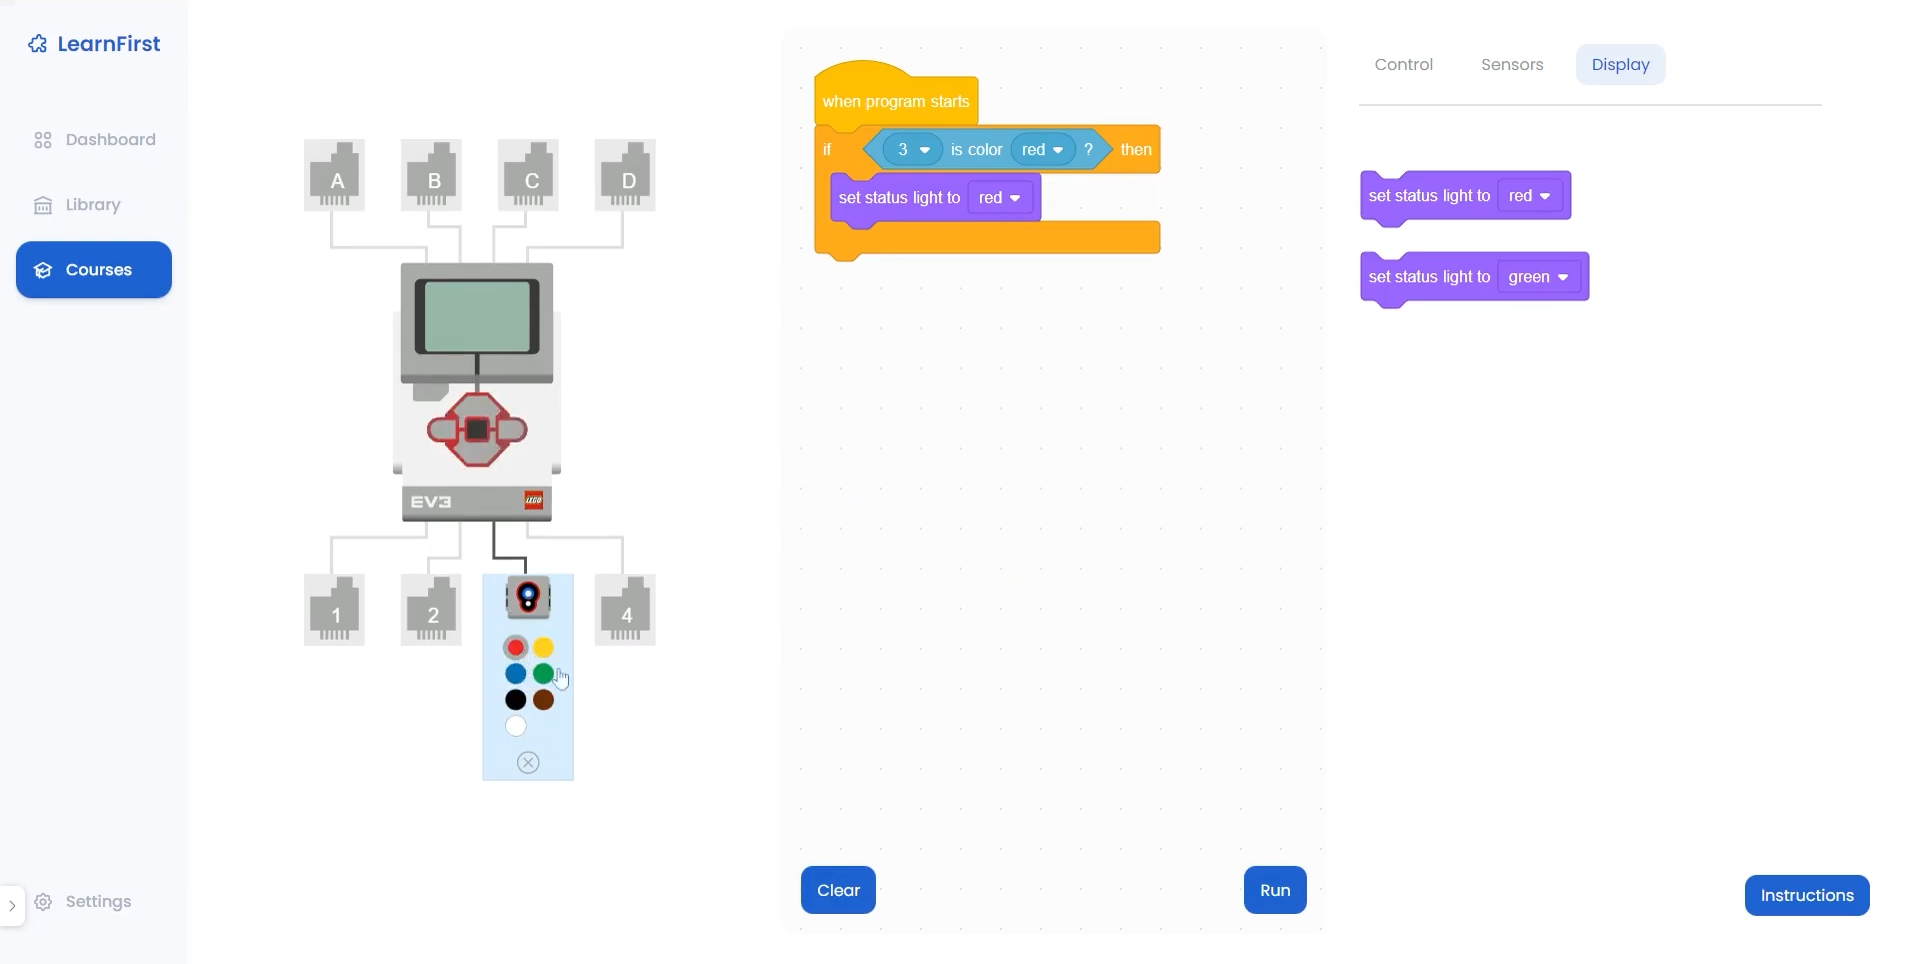 LearnFirst
Dashboard
Library
Courses
Settings
A
B
C
D
EV3
LEGO
1
2
4
when program starts
if 3 is color red ? then
set status light to red
Clear
Run
Control Sensors Display
set status light to red
set status light to green
Instructions